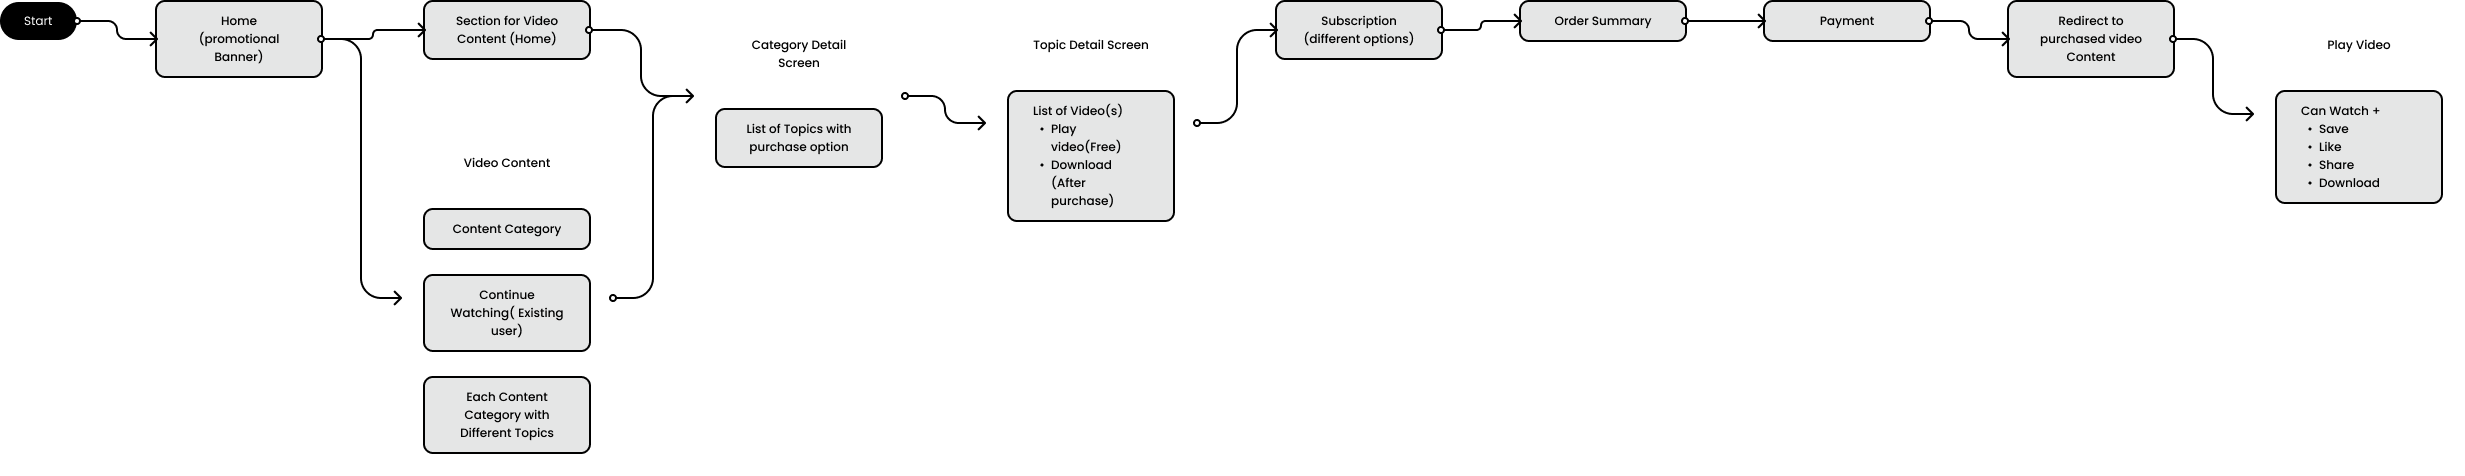 Start
Home
(promotional
Banner)
Section for Video
Content (Home)
Video Content
Content Category
Continue
Watching( Existing
user)
Each Content
Category with
Different Topics
Category Detail
Screen
List of Topics with
purchase option
Topic Detail Screen
List of Video(s)
• Play
video(Free)
• Download
(After
purchase)
Subscription
(different options)
Order Summary
Payment
Redirect to
purchased video
Content
Play Video
Can Watch +
• Save
• Like
• Share
• Download